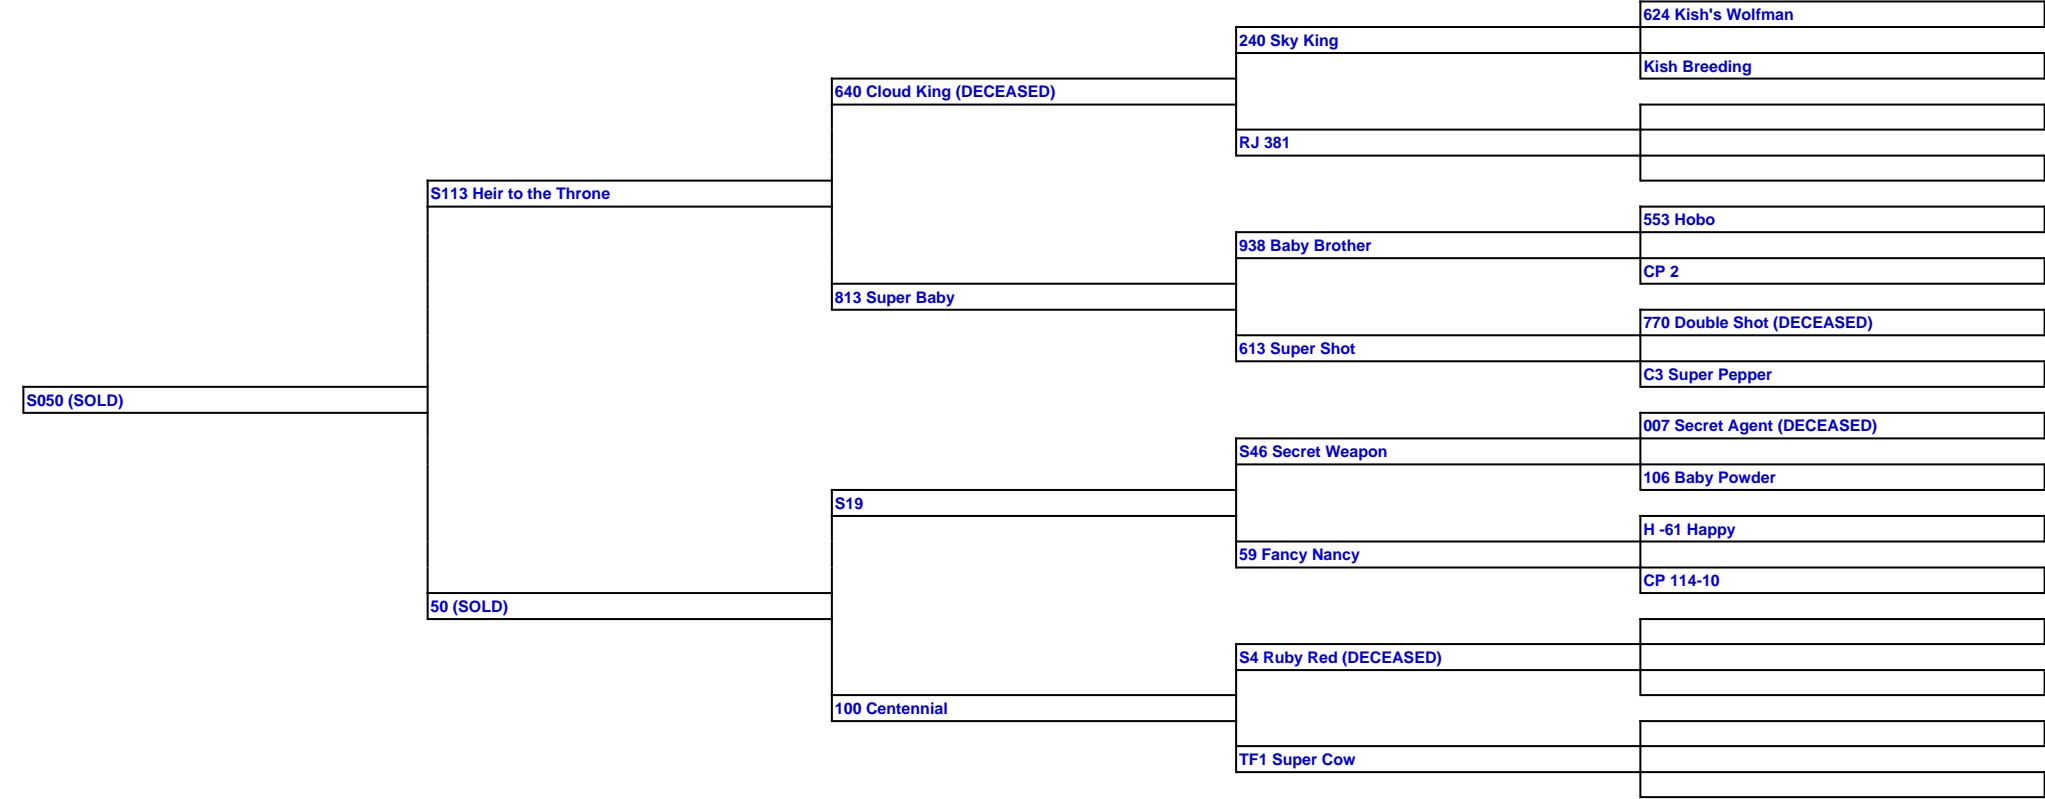 624 Kish's Wolfman
240 Sky King
Kish Breeding
640 Cloud King (DECEASED)
RJ 381
S113 Heir to the Throne
553 Hobo
938 Baby Brother
CP 2
813 Super Baby
770 Double Shot (DECEASED)
613 Super Shot
C3 Super Pepper
S050 (SOLD)
007 Secret Agent (DECEASED)
S46 Secret Weapon
106 Baby Powder
S19
H -61 Happy
59 Fancy Nancy
CP 114-10
50 (SOLD)
S4 Ruby Red (DECEASED)
100 Centennial
TF1 Super Cow